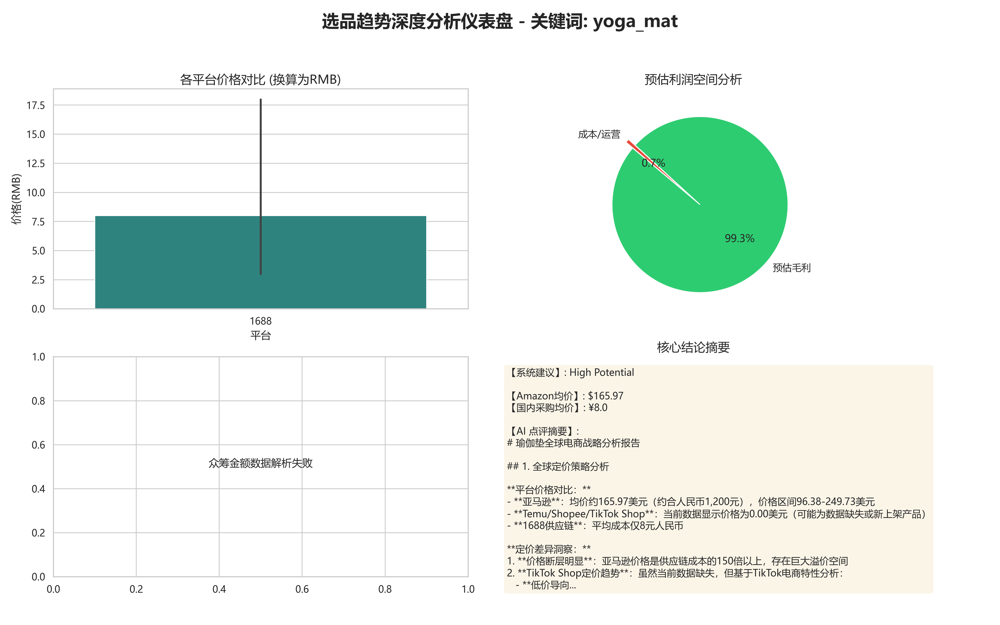 选品趋势深度分析仪表盘 - 关键词: yoga_mat
各平台价格对比 (换算为RMB)
价格(RMB)
17.5
15.0
12.5
10.0
7.5
5.0
2.5
0.0
1688
平台
预估利润空间分析
成本/运营
0.7%
99.3%
预估毛利
1.0
0.8
0.6
0.4
0.2
0.0
众筹金额数据解析失败
0.0 0.2 0.4 0.6 0.8 1.0
核心结论摘要
【系统建议】: High Potential
【Amazon均价】: $165.97
【国内采购均价】: ¥8.0
【AI 点评摘要】:
# 瑜伽垫全球电商战略分析报告
## 1. 全球定价策略分析
**平台价格对比：**
- **亚马逊**：均价约165.97美元（约合人民币1,200元），价格区间96.38-249.73美元
- **Temu/Shopee/TikTok Shop**：当前数据显示价格为0.00美元（可能为数据缺失或新上架产品）
- **1688供应链**：平均成本仅8元人民币
**定价差异洞察：**
1. **价格断层明显**：亚马逊价格是供应链成本的150倍以上，存在巨大溢价空间
2. **TikTok Shop定价趋势**：虽然当前数据缺失，但基于TikTok电商特性分析：
- **低价导向...